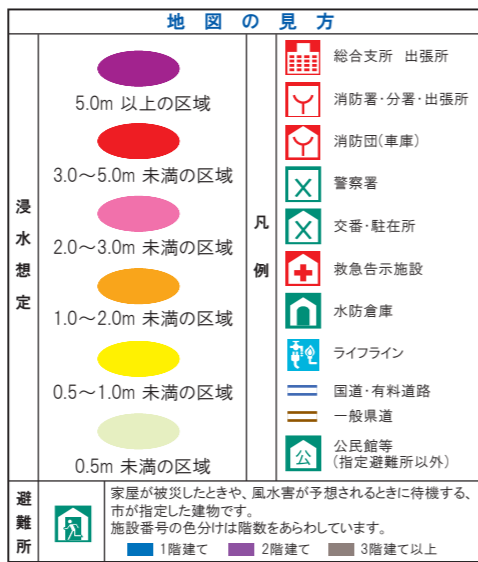 地図の見方
浸水想定
5.0m 以上の区域
3.0～5.0m 未満の区域
2.0～3.0m 未満の区域
1.0～2.0m 未満の区域
0.5～1.0m 未満の区域
0.5m 未満の区域
凡例
総合支所 出張所
消防署・分署・出張所
消防団(車庫)
警察署
交番・駐在所
救急告示施設
水防倉庫
ライフライン
国道・有料道路
一般県道
公
公民館等
(指定避難所以外)
避難所
家屋が被災したときや、風水害が予想されるときに待機する、
市が指定した建物です。
施設番号の色分けは階数をあらわしています。
1階建て 2階建て 3階建て以上